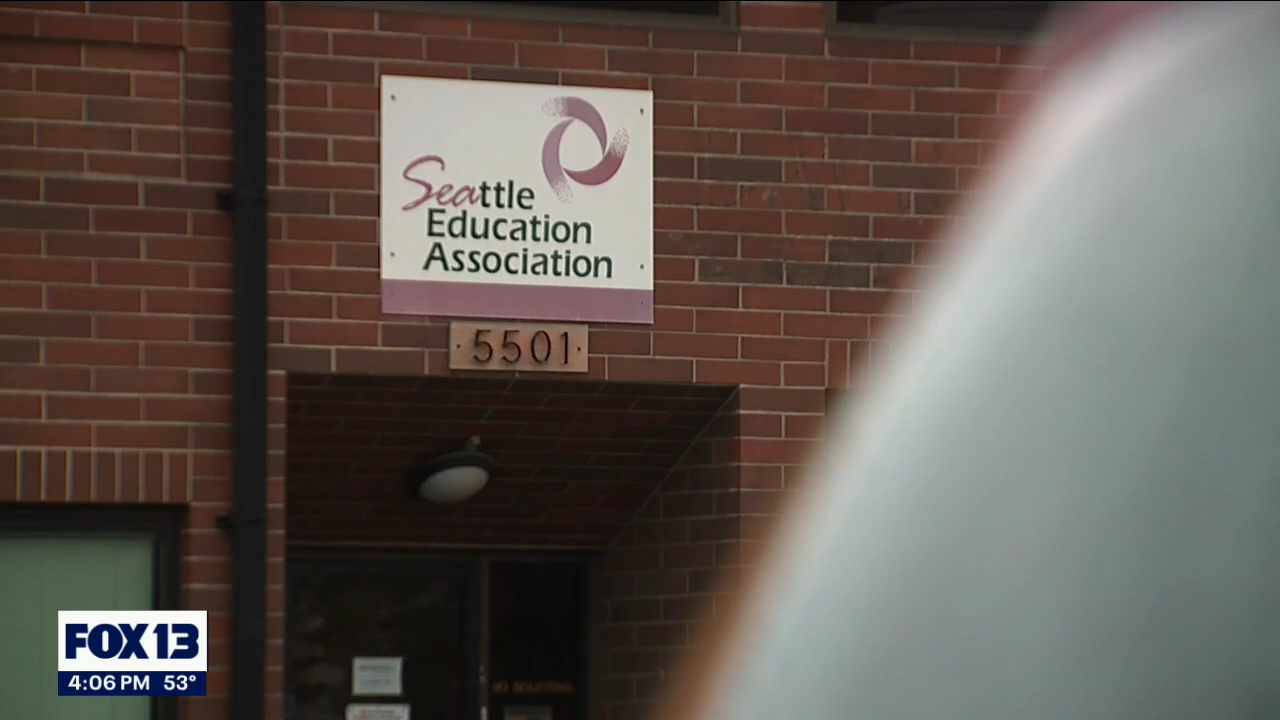 Seattle
Education
Association
5501
NO SOLICITING
FOX 13
4:06 PM 53°